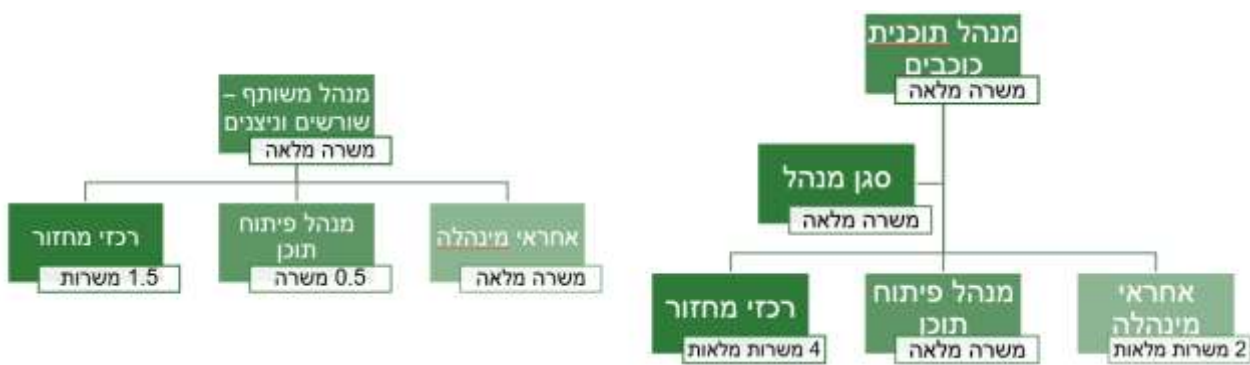 מנהל תוכנית
כוכבים
משרה מלאה
סגן מנהל
משרה מלאה
אחראי
מינהלה
2 משרות מלאות
מנהל פיתוח
תוכן
משרה מלאה
רכזי מחזור
4 משרות מלאות
מנהל משותף –
שורשים וניצנים
משרה מלאה
אחראי מינהלה
משרה מלאה
מנהל פיתוח
תוכן
0.5 משרה
רכזי מחזור
1.5 משרות